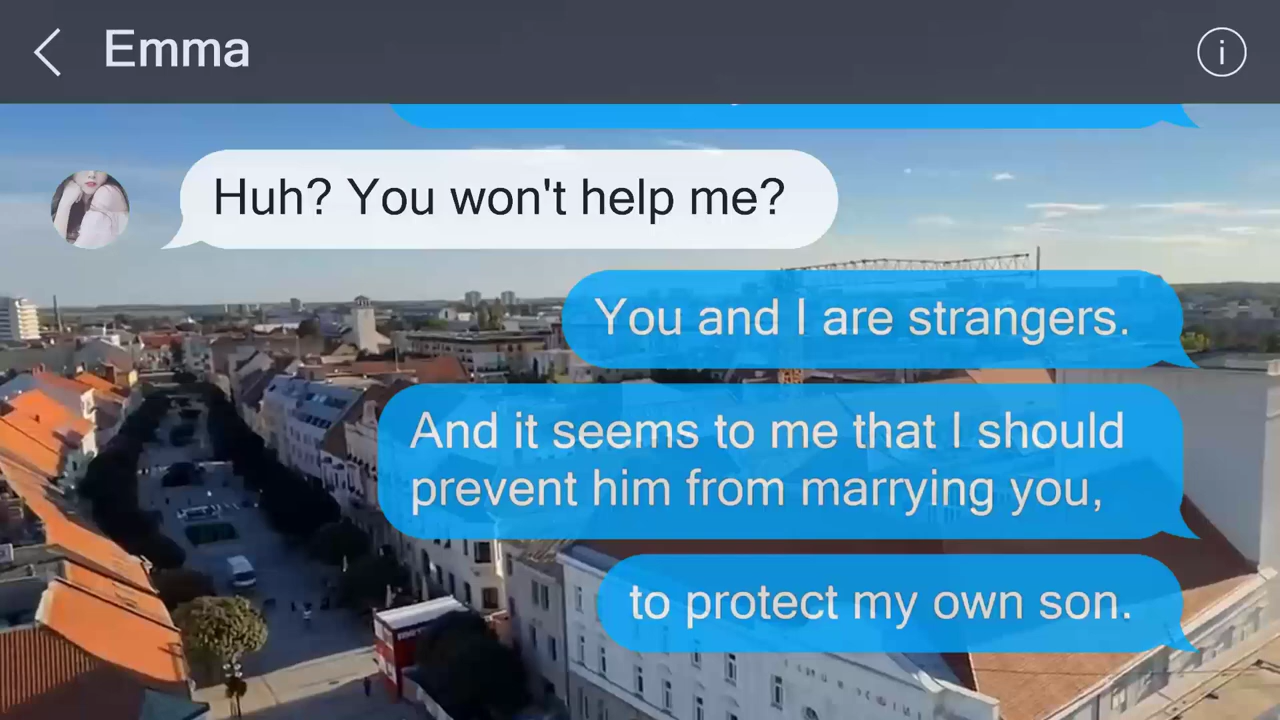 Emma
Huh? You won't help me?
You and I are strangers.
And it seems to me that I should
prevent him from marrying you,
to protect my own son.